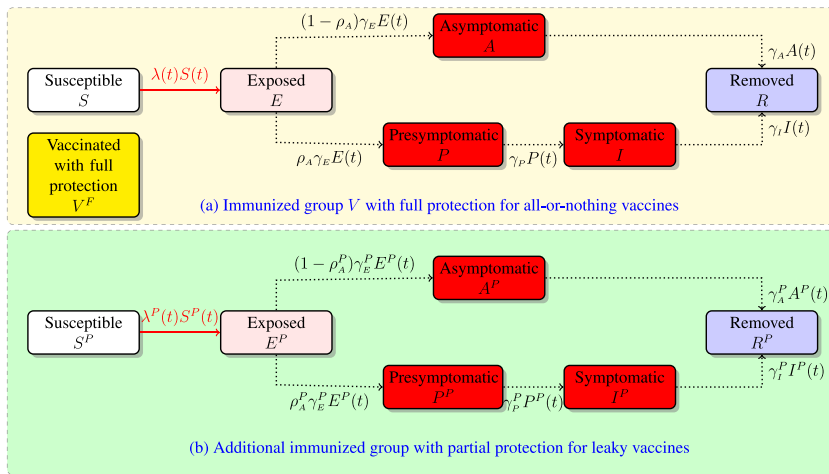 (1 − ρ_A)γ_E E(t)
Asymptomatic
A
γ_A A(t)
Susceptible
S
λ(t)S(t)
Exposed
E
Removed
R
Vaccinated
with full
protection
V^F
ρ_A γ_E E(t)
Presymptomatic
P
γ_P P(t)
Symptomatic
I
γ_I I(t)
(a) Immunized group V with full protection for all-or-nothing vaccines
(1 − ρ_A^P)γ_E^P E^P(t)
Asymptomatic
A^P
γ_A^P A^P(t)
Susceptible
S^P
λ^P(t)S^P(t)
Exposed
E^P
Removed
R^P
ρ_A^P γ_E^P E^P(t)
Presymptomatic
P^P
γ_P^P P^P(t)
Symptomatic
I^P
γ_I^P I^P(t)
(b) Additional immunized group with partial protection for leaky vaccines